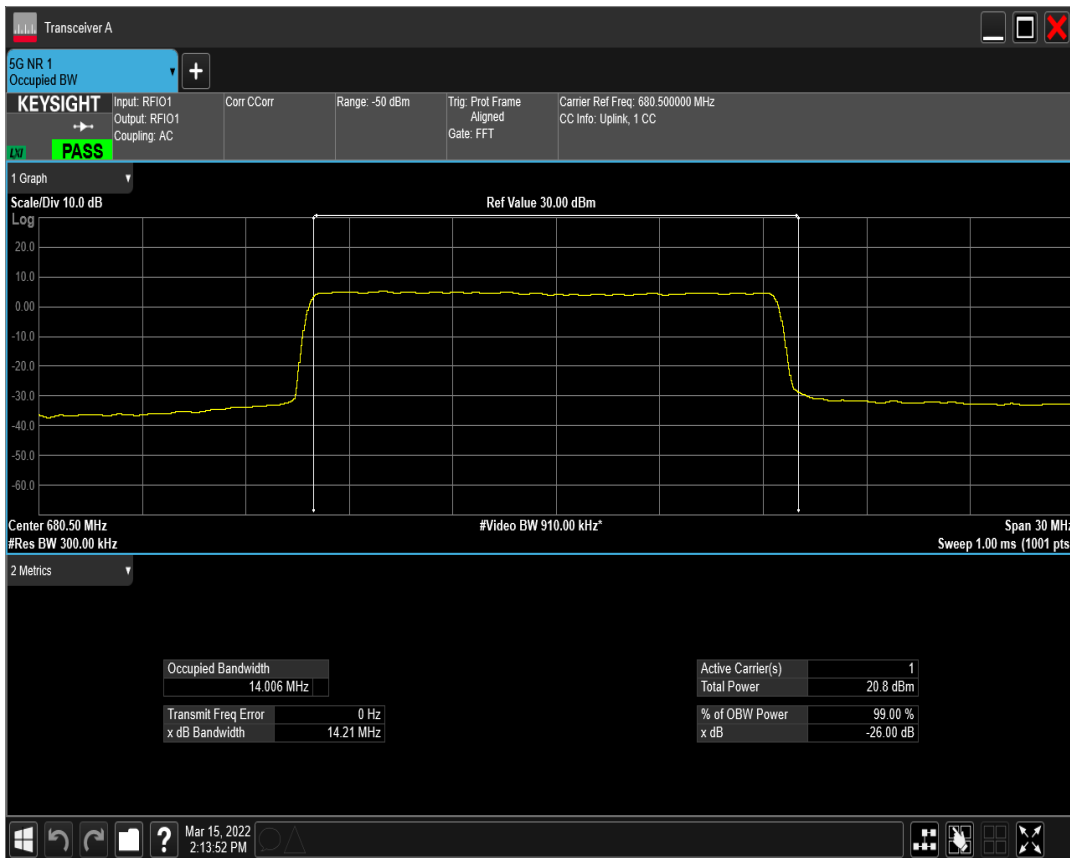 Transceiver A
5G NR 1
Occupied BW
KEYSIGHT
LXI
PASS
Input: RFIO1
Output: RFIO1
Coupling: AC
Corr CCorr
Range: -50 dBm
Trig: Prot Frame
Aligned
Gate: FFT
Carrier Ref Freq: 680.500000 MHz
CC Info: Uplink, 1 CC
1 Graph
Scale/Div 10.0 dB
Ref Value 30.00 dBm
Log
20.0
10.0
0.00
-10.0
-20.0
-30.0
-40.0
-50.0
-60.0
Center 680.50 MHz
#Video BW 910.00 kHz*
Span 30 MHz
#Res BW 300.00 kHz
Sweep 1.00 ms (1001 pts
2 Metrics
Occupied Bandwidth
14.006 MHz
Transmit Freq Error 0 Hz
x dB Bandwidth 14.21 MHz
Active Carrier(s) 1
Total Power 20.8 dBm
% of OBW Power 99.00 %
x dB -26.00 dB
?
Mar 15, 2022
2:13:52 PM